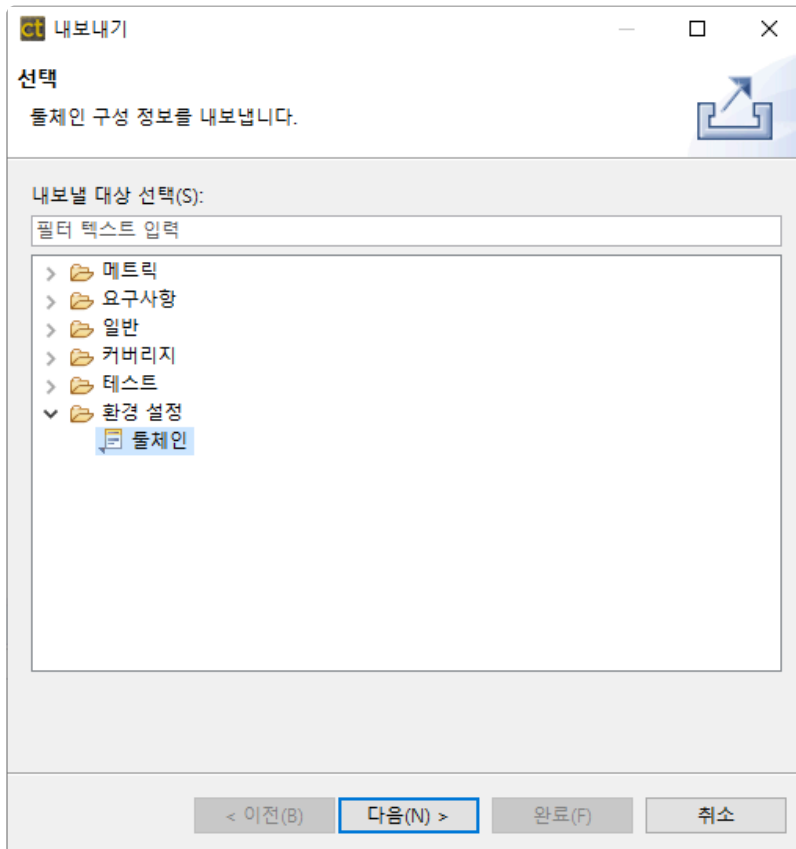 ct 내보내기
선택
툴체인 구성 정보를 내보냅니다.
내보낼 대상 선택(S):
필터 텍스트 입력
메트릭
요구사항
일반
커버리지
테스트
환경 설정
툴체인
< 이전(B) 다음(N) > 완료(F) 취소